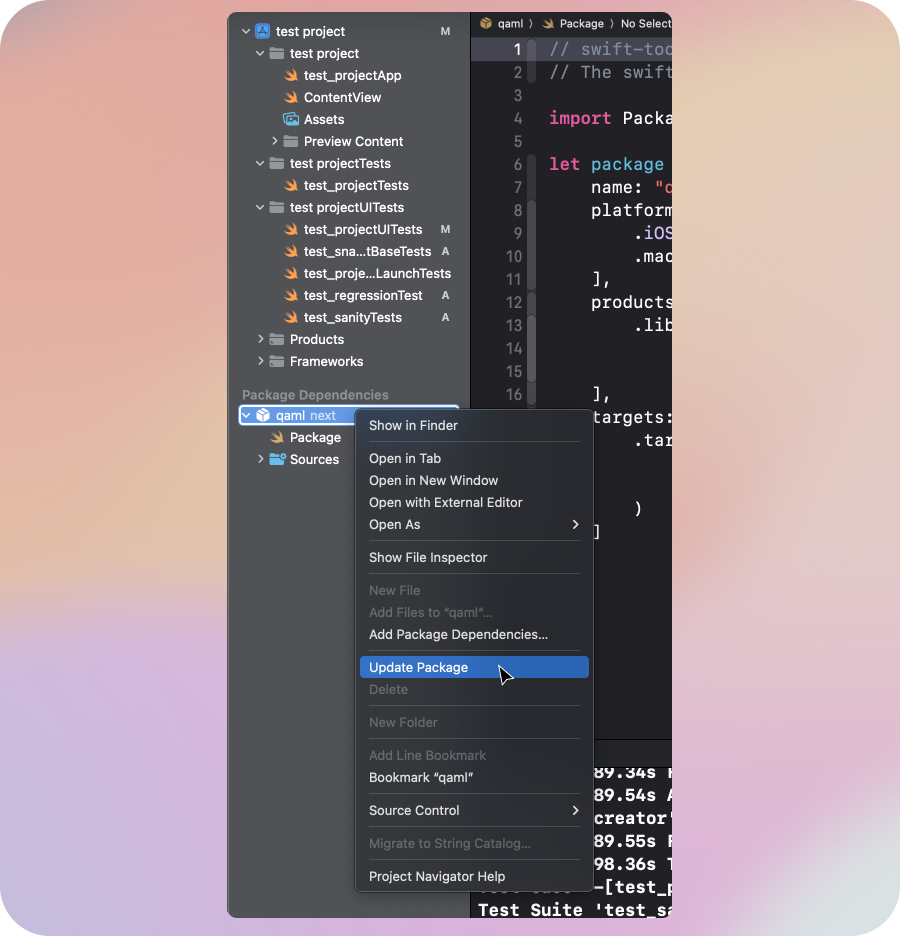 test project M
test project
test_projectApp
ContentView
Assets
Preview Content
test projectTests
test_projectTests
test projectUITests
test_projectUITests M
test_sna...tBaseTests A
test_proje...LaunchTests
test_regressionTest A
test_sanityTests A
Products
Frameworks
Package Dependencies
qaml next
Package
Sources
qaml 〉 Package 〉 No Select
1 // swift-too
2 // The swift
3
4 import Packa
5
6 let package
7 name: "q
8 platform
9 .iOS
10 .mac
11 ],
12 products
13 .lib
14
15
16 ],
targets:
.tar
)
]
Show in Finder
Open in Tab
Open in New Window
Open with External Editor
Open As
Show File Inspector
New File
Add Files to “qaml”...
Add Package Dependencies...
Update Package
Delete
New Folder
Add Line Bookmark
Bookmark “qaml”
Source Control
Migrate to String Catalog...
Project Navigator Help
89.34s
89.54s
creator'
89.55s
98.36s
-[test_p
Test Suite 'test_sa